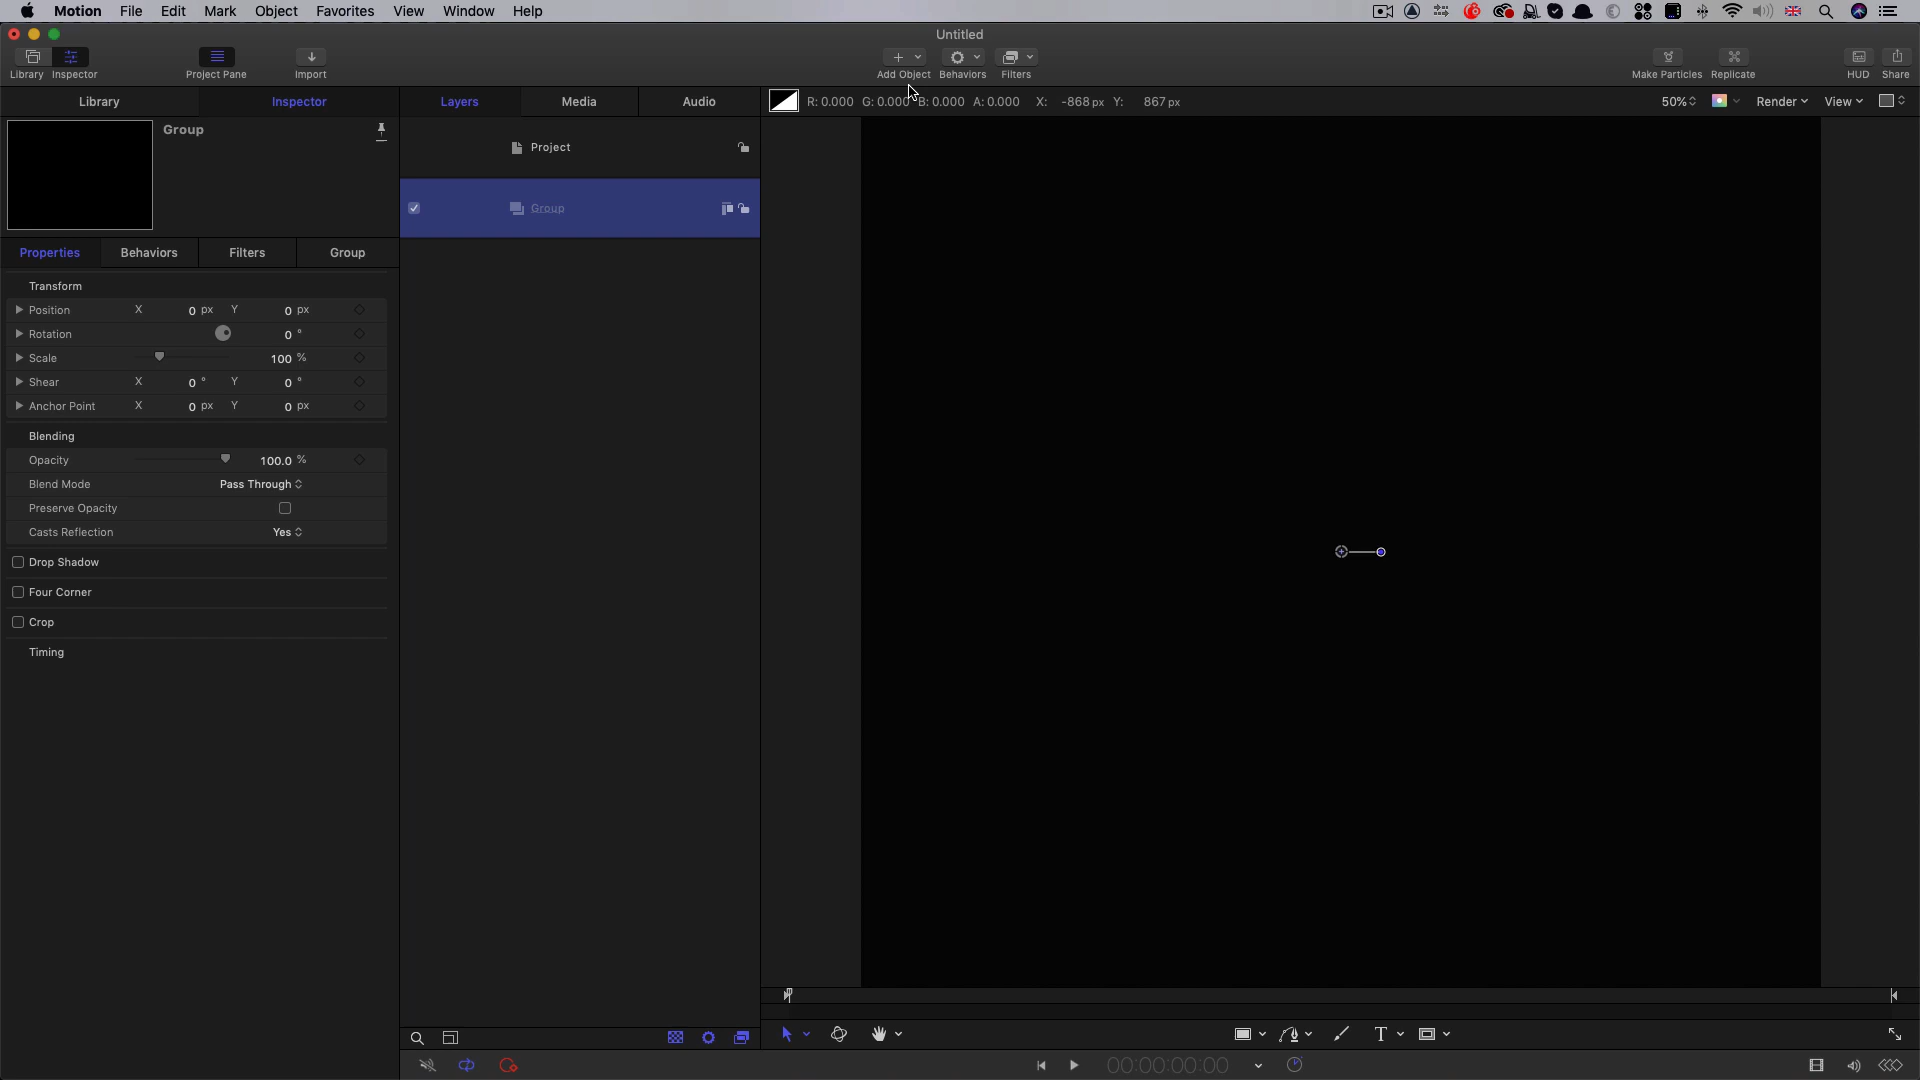 Motion File Edit Mark Object Favorites View Window Help
Untitled
Library Inspector Project Pane Import Add Object Behaviors Filters Make Particles Replicate HUD Share
Library Inspector Layers Media Audio R: 0.000 G: 0.000 B: 0.000 A: 0.000 X: -868 px Y: 867 px 50% Render View
Group
Project
Group
Properties Behaviors Filters Group
Transform
Position X 0 px Y 0 px
Rotation 0 °
Scale 100 %
Shear X 0 ° Y 0 °
Anchor Point X 0 px Y 0 px
Blending
Opacity 100.0 %
Blend Mode Pass Through
Preserve Opacity
Casts Reflection Yes
Drop Shadow
Four Corner
Crop
Timing
T
00:00:00:00